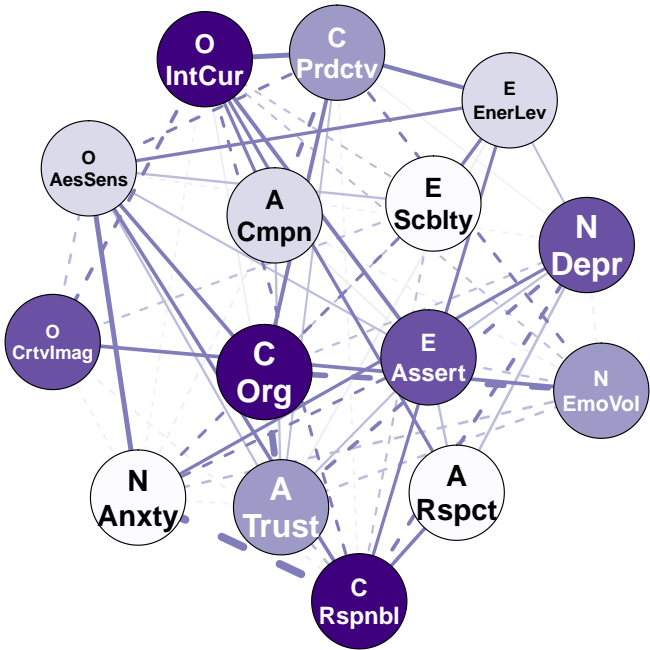 O
IntCur
C
Prdctv
E
EnerLev
O
AesSens
A
Cmpn
E
Scblty
N
Depr
O
CrtvImag
C
Org
E
Assert
N
EmoVol
N
Anxty
A
Trust
A
Rspct
C
Rspnbl